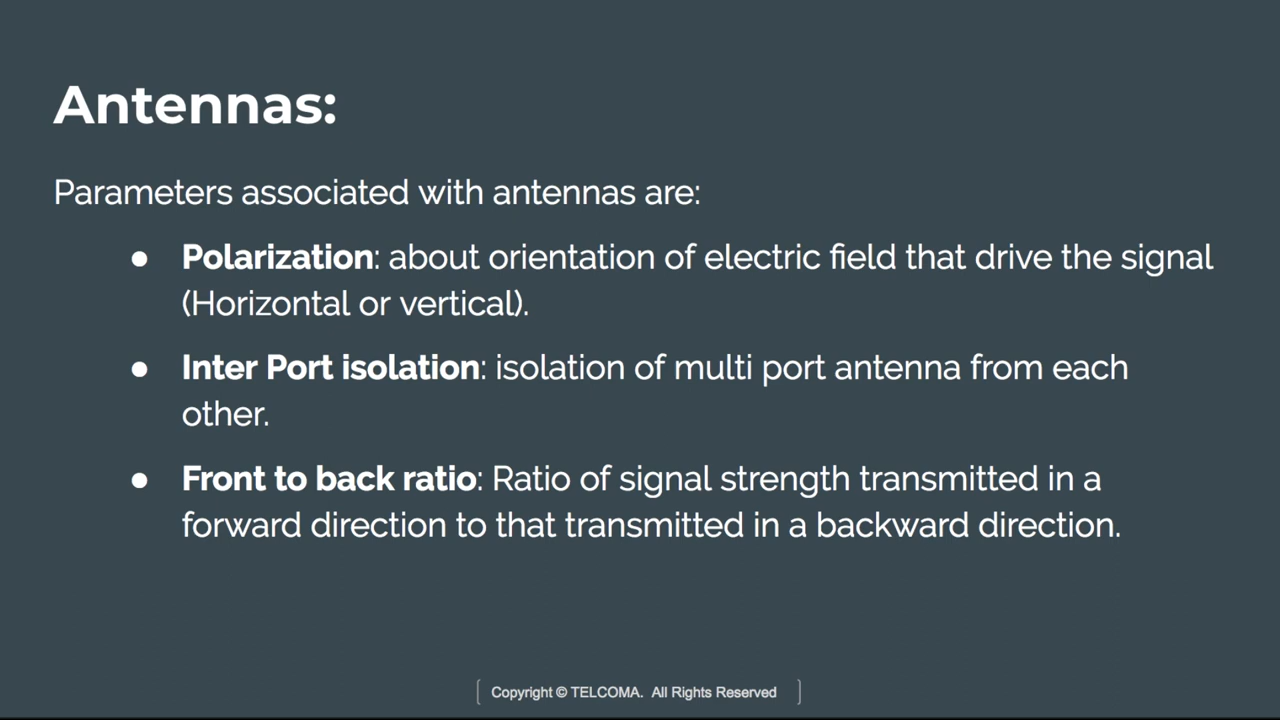 Antennas:
Parameters associated with antennas are:
● Polarization: about orientation of electric field that drive the signal
(Horizontal or vertical).
● Inter Port isolation: isolation of multi port antenna from each
other.
● Front to back ratio: Ratio of signal strength transmitted in a
forward direction to that transmitted in a backward direction.
[ Copyright © TELCOMA. All Rights Reserved ]